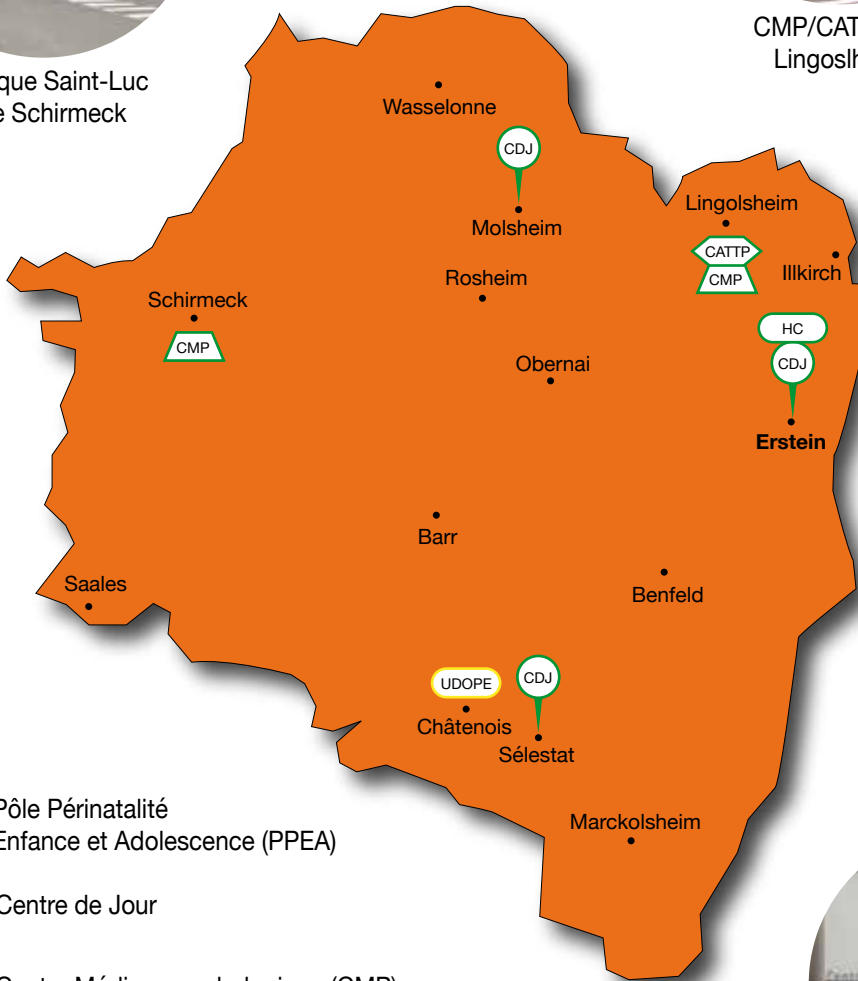 CMP/CAT
que Saint-Luc
Lingoslh
e Schirmeck
Wasselonne
CDJ
Molsheim
Lingolsheim
CATTP
CMP
Illkirch
Rosheim
Schirmeck
CMP
HC
CDJ
Erstein
Obernai
Barr
Saales
Benfeld
UDOPE
CDJ
Châtenois
Sélestat
Pôle Périnatalité
Enfance et Adolescence (PPEA)
Marckolsheim
Centre de Jour